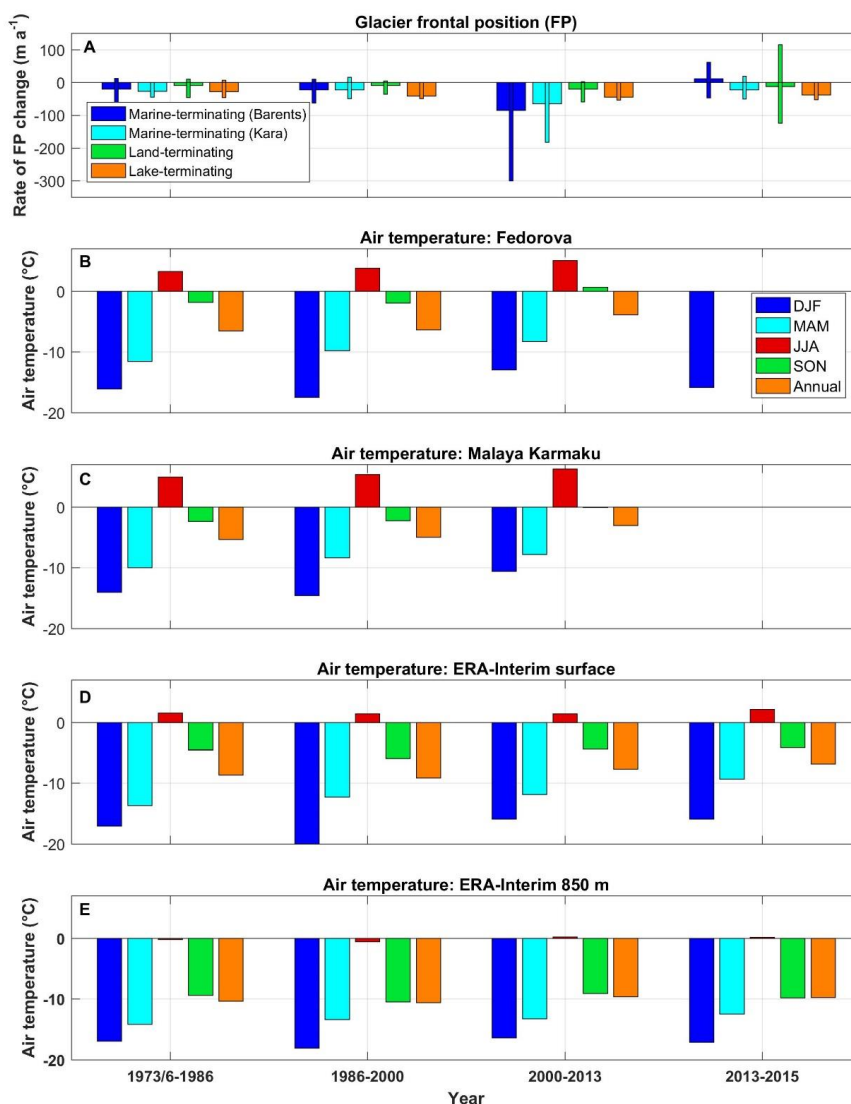 Glacier frontal position (FP)
A
Rate of FP change (m a⁻¹)
100
0
-100
-200
-300
Marine-terminating (Barents)
Marine-terminating (Kara)
Land-terminating
Lake-terminating
Air temperature: Fedorova
B
Air temperature (°C)
0
-10
-20
DJF
MAM
JJA
SON
Annual
Air temperature: Malaya Karmaku
C
Air temperature (°C)
0
-10
-20
Air temperature: ERA-Interim surface
D
Air temperature (°C)
0
-10
-20
Air temperature: ERA-Interim 850 m
E
Air temperature (°C)
0
-10
-20
1973/6-1986
1986-2000
2000-2013
2013-2015
Year